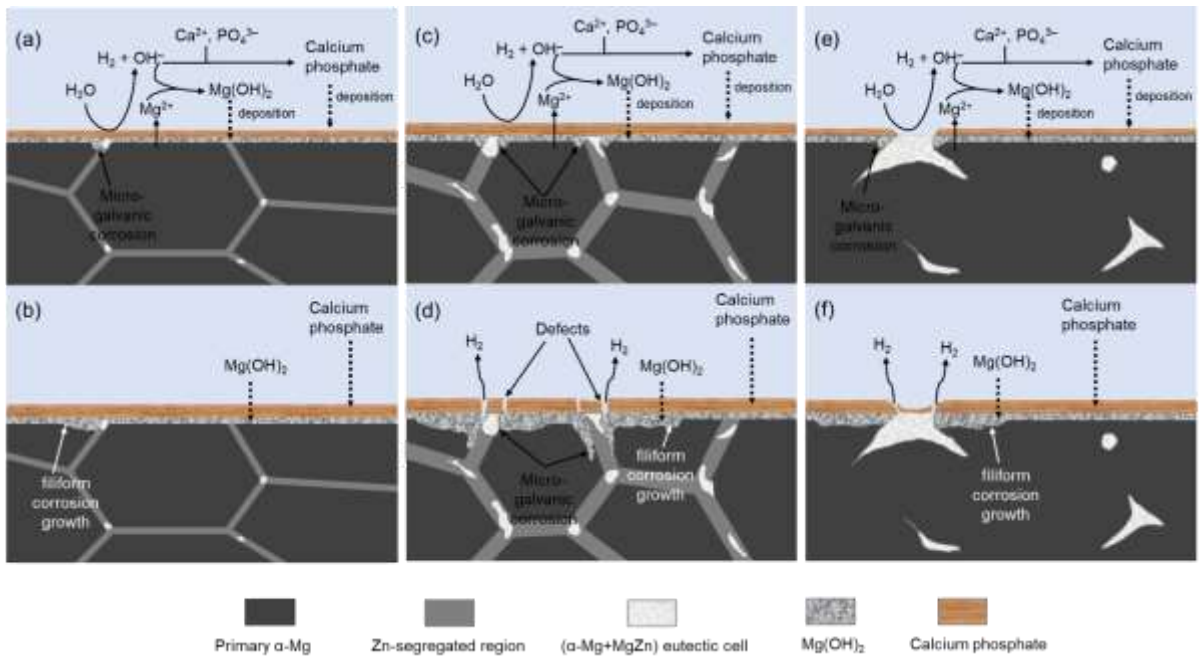 (a)
Ca²⁺, PO₄³⁻
H₂ + OH⁻
Calcium
phosphate
H₂O
Mg(OH)₂
Mg²⁺
deposition
deposition
Micro-
galvanic
corrosion
(c)
Ca²⁺, PO₄³⁻
H₂ + OH⁻
Calcium
phosphate
H₂O
Mg(OH)₂
Mg²⁺
deposition
deposition
Micro-
galvanic
corrosion
(e)
Ca²⁺, PO₄³⁻
H₂ + OH⁻
Calcium
phosphate
H₂O
Mg(OH)₂
Mg²⁺
deposition
deposition
Micro-
galvanic
corrosion
(b)
Calcium
phosphate
Mg(OH)₂
filiform
corrosion
growth
(d)
Calcium
phosphate
Defects
H₂
H₂
Mg(OH)₂
Micro-
galvanic
corrosion
filiform
corrosion
growth
(f)
Calcium
phosphate
H₂
H₂
Mg(OH)₂
filiform
corrosion
growth
Primary α-Mg
Zn-segregated region
(α-Mg+MgZn) eutectic cell
Mg(OH)₂
Calcium phosphate